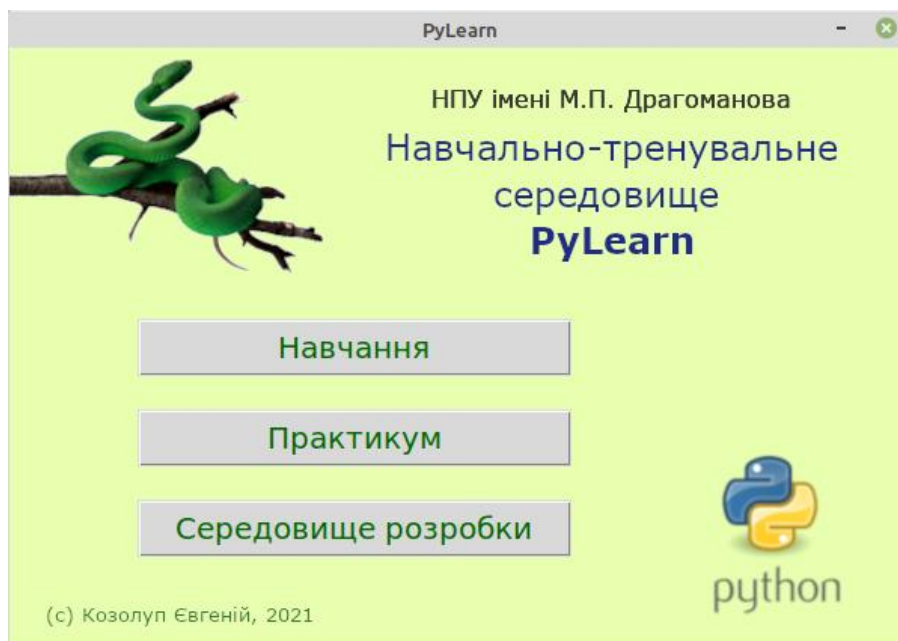 PyLearn
НПУ імені М.П. Драгоманова
Навчально-тренувальне
середовище
PyLearn
Навчання
Практикум
Середовище розробки
python
(c) Козолуп Євгеній, 2021